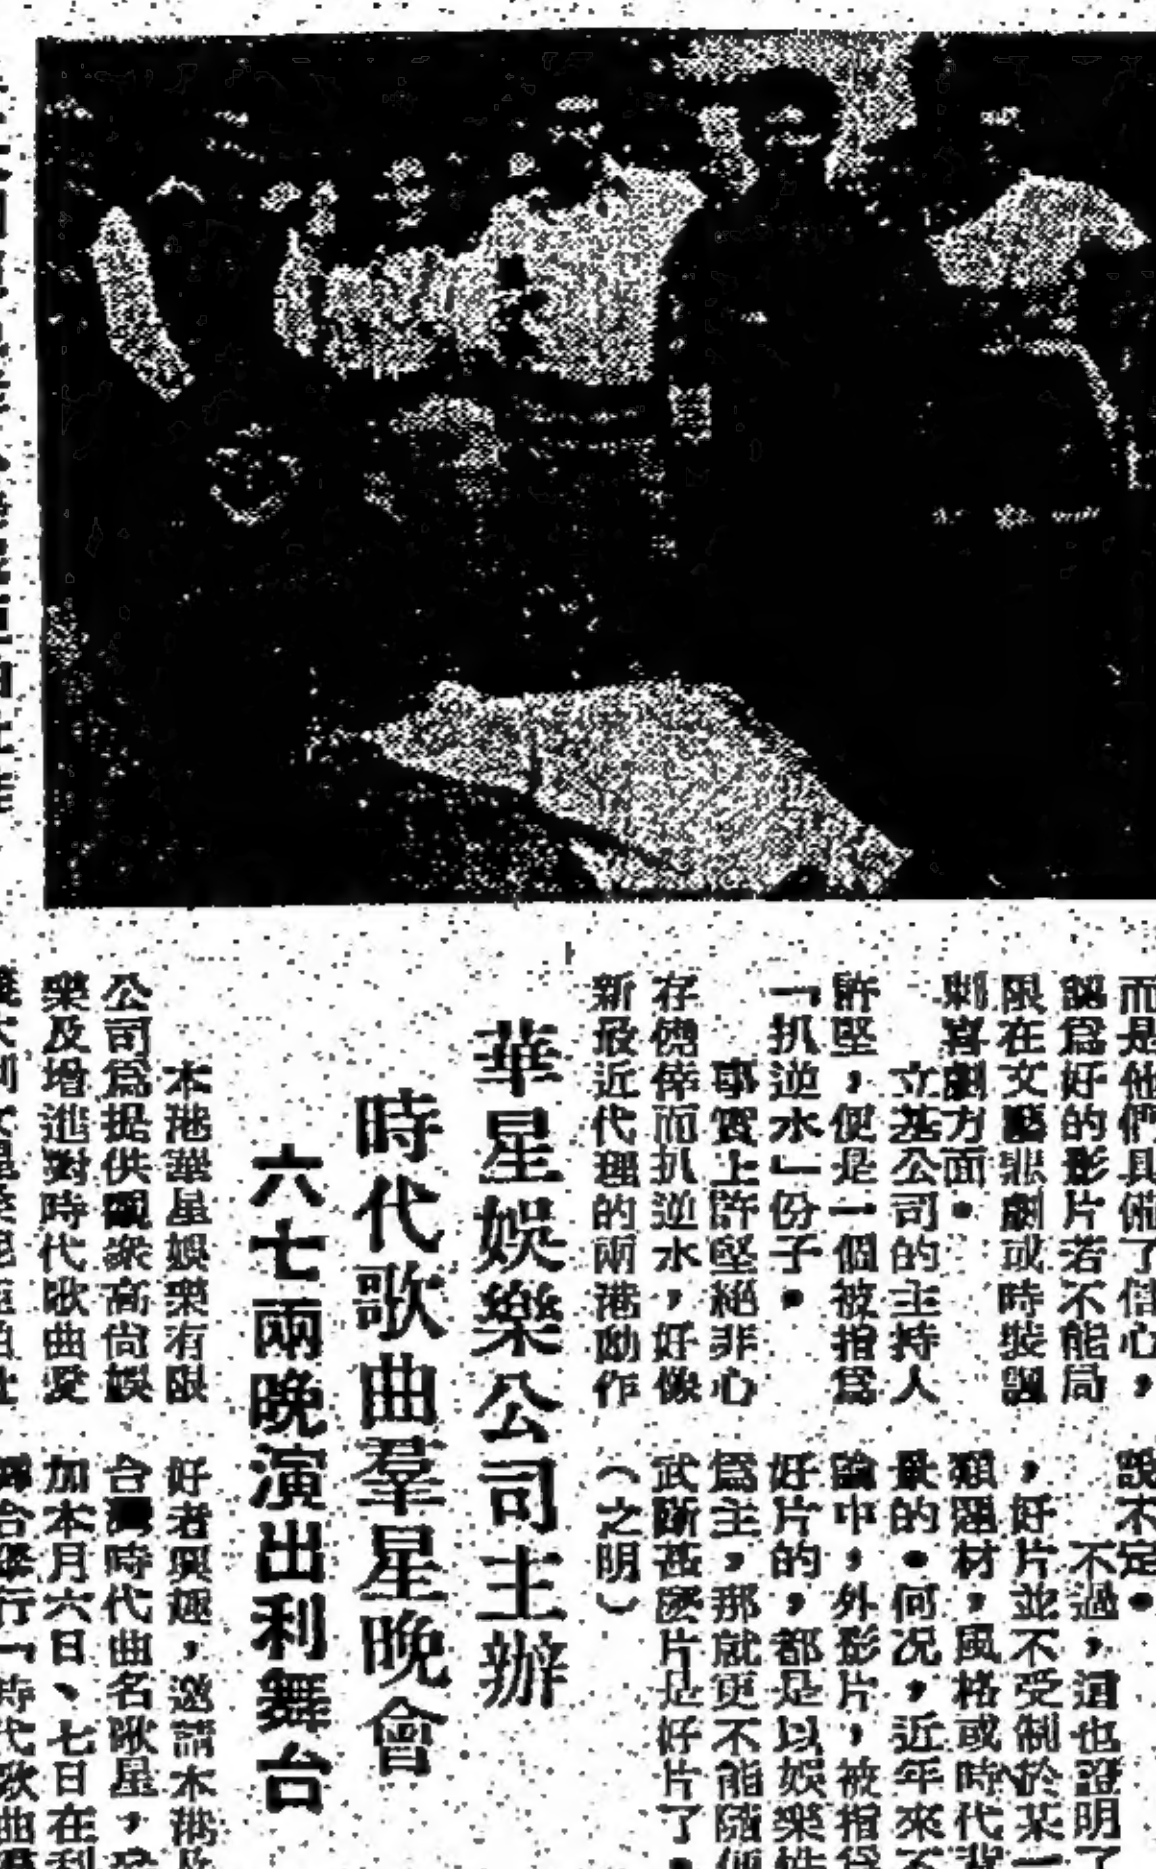 而是他們具備了信心，
認爲好的影片若不能局
限在文藝悲劇或時裝諷
刺喜劇方面。
立基公司的主持人
許堅，便是一個被指爲
「扒逆水」份子。
事實上許堅絕非心
存僥倖而扒逆水，好像
新最近代理的兩港動作
說不定。
不過，這也證明了
，好片並不受制於某一
類題材，風格或時代背
景的。何况，近年來不
論中，外影片，被指爲
好片的，都是以娛樂性
爲主，那就更不能隨便
武斷甚麽片是好片了。
（之明）
華星娛樂公司主辦
時代歌曲羣星晚會
六七兩晚演出利舞台
本港華星娛樂有限
公司爲提供觀衆高尚娛
樂及增進對時代歌曲愛
好者興趣，邀請本港及
台灣時代曲名歌星，
加本月六日、七日在利
舞台舉行「時代歌曲